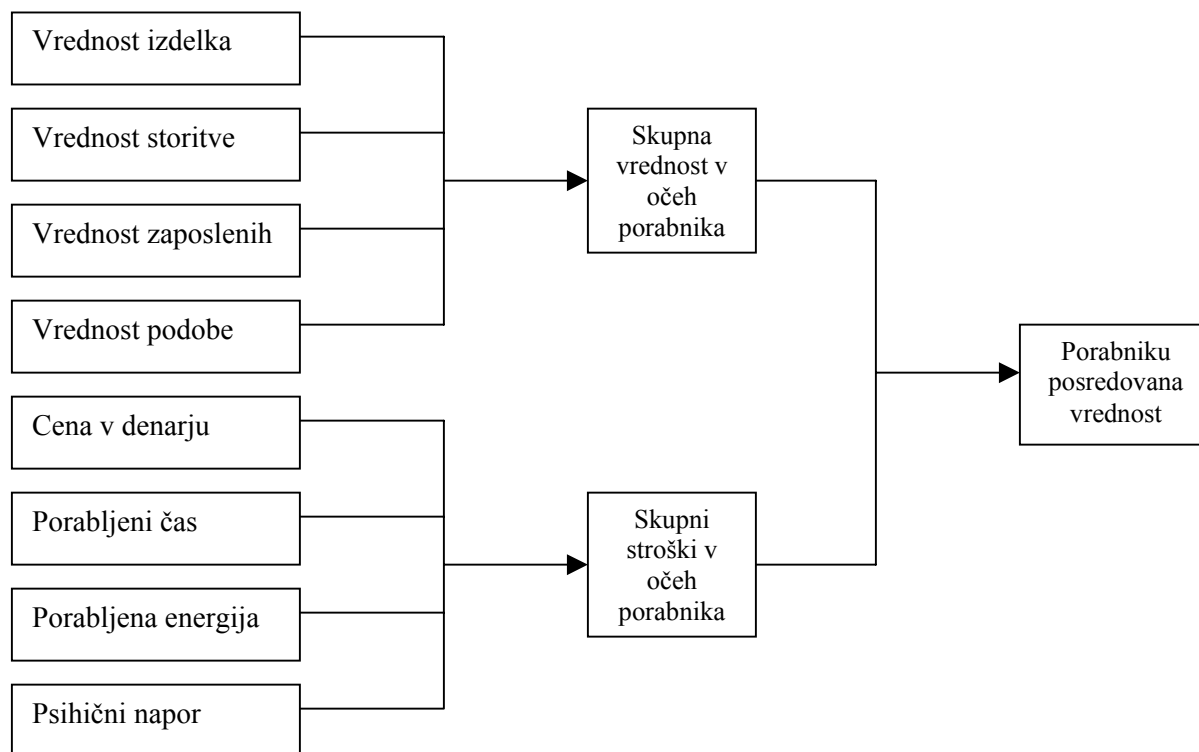 Vrednost izdelka
Vrednost storitve
Vrednost zaposlenih
Vrednost podobe
Cena v denarju
Porabljeni čas
Porabljena energija
Psihični napor
Skupna
vrednost v
očeh
porabnika
Skupni
stroški v
očeh
porabnika
Porabniku
posredovana
vrednost